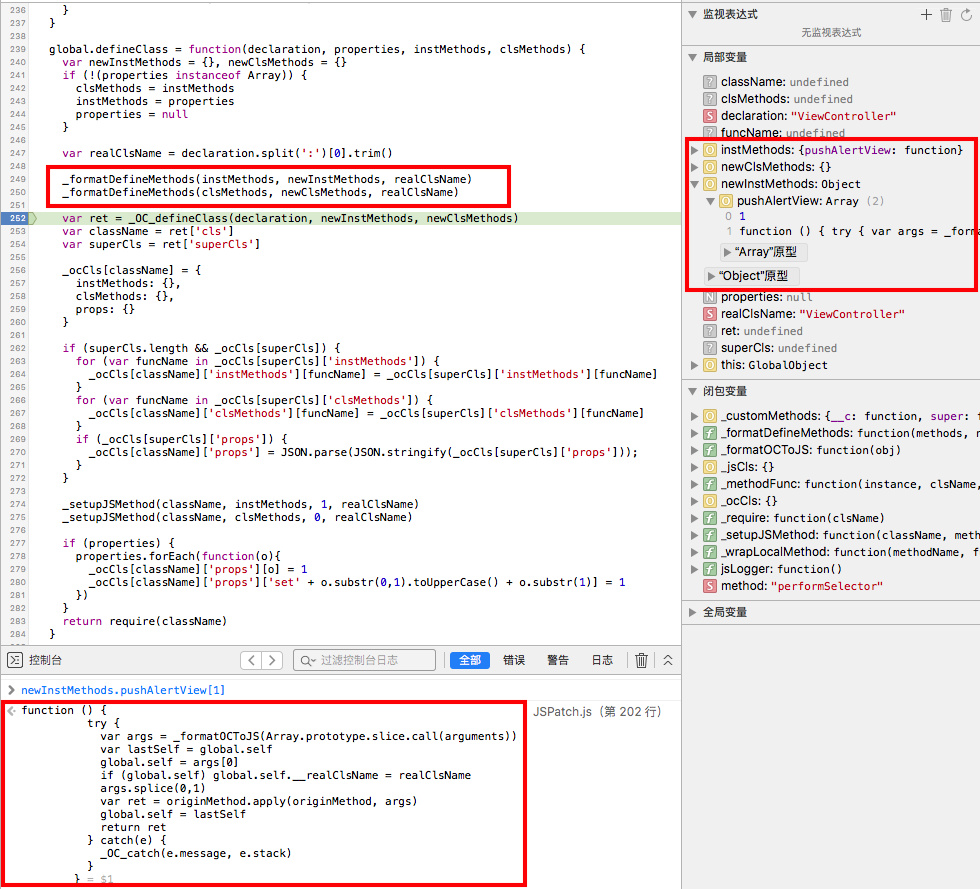 236 }
237 }
238
239 global.defineClass = function(declaration, properties, instMethods, clsMethods) {
240 var newInstMethods = {}, newClsMethods = {}
241 if (!(properties instanceof Array)) {
242 clsMethods = instMethods
243 instMethods = properties
244 properties = null
245 }
246
247 var realClsName = declaration.split(':')[0].trim()
248
249 _formatDefineMethods(instMethods, newInstMethods, realClsName)
250 _formatDefineMethods(clsMethods, newClsMethods, realClsName)
251
252 var ret = _OC_defineClass(declaration, newInstMethods, newClsMethods)
253 var className = ret['cls']
254 var superCls = ret['superCls']
255
256 _ocCls[className] = {
257 instMethods: {},
258 clsMethods: {},
259 props: {}
260 }
261
262 if (superCls.length && _ocCls[superCls]) {
263 for (var funcName in _ocCls[superCls]['instMethods']) {
264 _ocCls[className]['instMethods'][funcName] = _ocCls[superCls]['instMethods'][funcName]
265 }
266 for (var funcName in _ocCls[superCls]['clsMethods']) {
267 _ocCls[className]['clsMethods'][funcName] = _ocCls[superCls]['clsMethods'][funcName]
268 }
269 if (_ocCls[superCls]['props']) {
270 _ocCls[className]['props'] = JSON.parse(JSON.stringify(_ocCls[superCls]['props']));
271 }
272 }
273
274 _setupJSMethod(className, instMethods, 1, realClsName)
275 _setupJSMethod(className, clsMethods, 0, realClsName)
276
277 if (properties) {
278 properties.forEach(function(o){
279 _ocCls[className]['props'][o] = 1
280 _ocCls[className]['props']['set' + o.substr(0,1).toUpperCase() + o.substr(1)] = 1
281 })
282 }
283 return require(className)
284 }
控制台
过滤控制台日志
全部 错误 警告 日志
newInstMethods.pushAlertView[1]
function () {
try {
var args = _formatOCToJS(Array.prototype.slice.call(arguments))
var lastSelf = global.self
global.self = args[0]
if (global.self) global.self.__realClsName = realClsName
args.splice(0,1)
var ret = originMethod.apply(originMethod, args)
global.self = lastSelf
return ret
} catch(e) {
_OC_catch(e.message, e.stack)
}
} = $1
JSPatch.js（第 202 行）
监视表达式
无监视表达式
局部变量
className: undefined
clsMethods: undefined
declaration: "ViewController"
funcName: undefined
instMethods: {pushAlertView: function}
newClsMethods: {}
newInstMethods: Object
pushAlertView: Array (2)
0 1
1 function () { try { var args = _forma
“Array”原型
“Object”原型
properties: null
realClsName: "ViewController"
ret: undefined
superCls: undefined
this: GlobalObject
闭包变量
_customMethods: {__c: function, super: f
_formatDefineMethods: function(methods, n
_formatOCToJS: function(obj)
_jsCls: {}
_methodFunc: function(instance, clsName,
_ocCls: {}
_require: function(clsName)
_setupJSMethod: function(className, meth
_wrapLocalMethod: function(methodName, f
jsLogger: function()
method: "performSelector"
全局变量